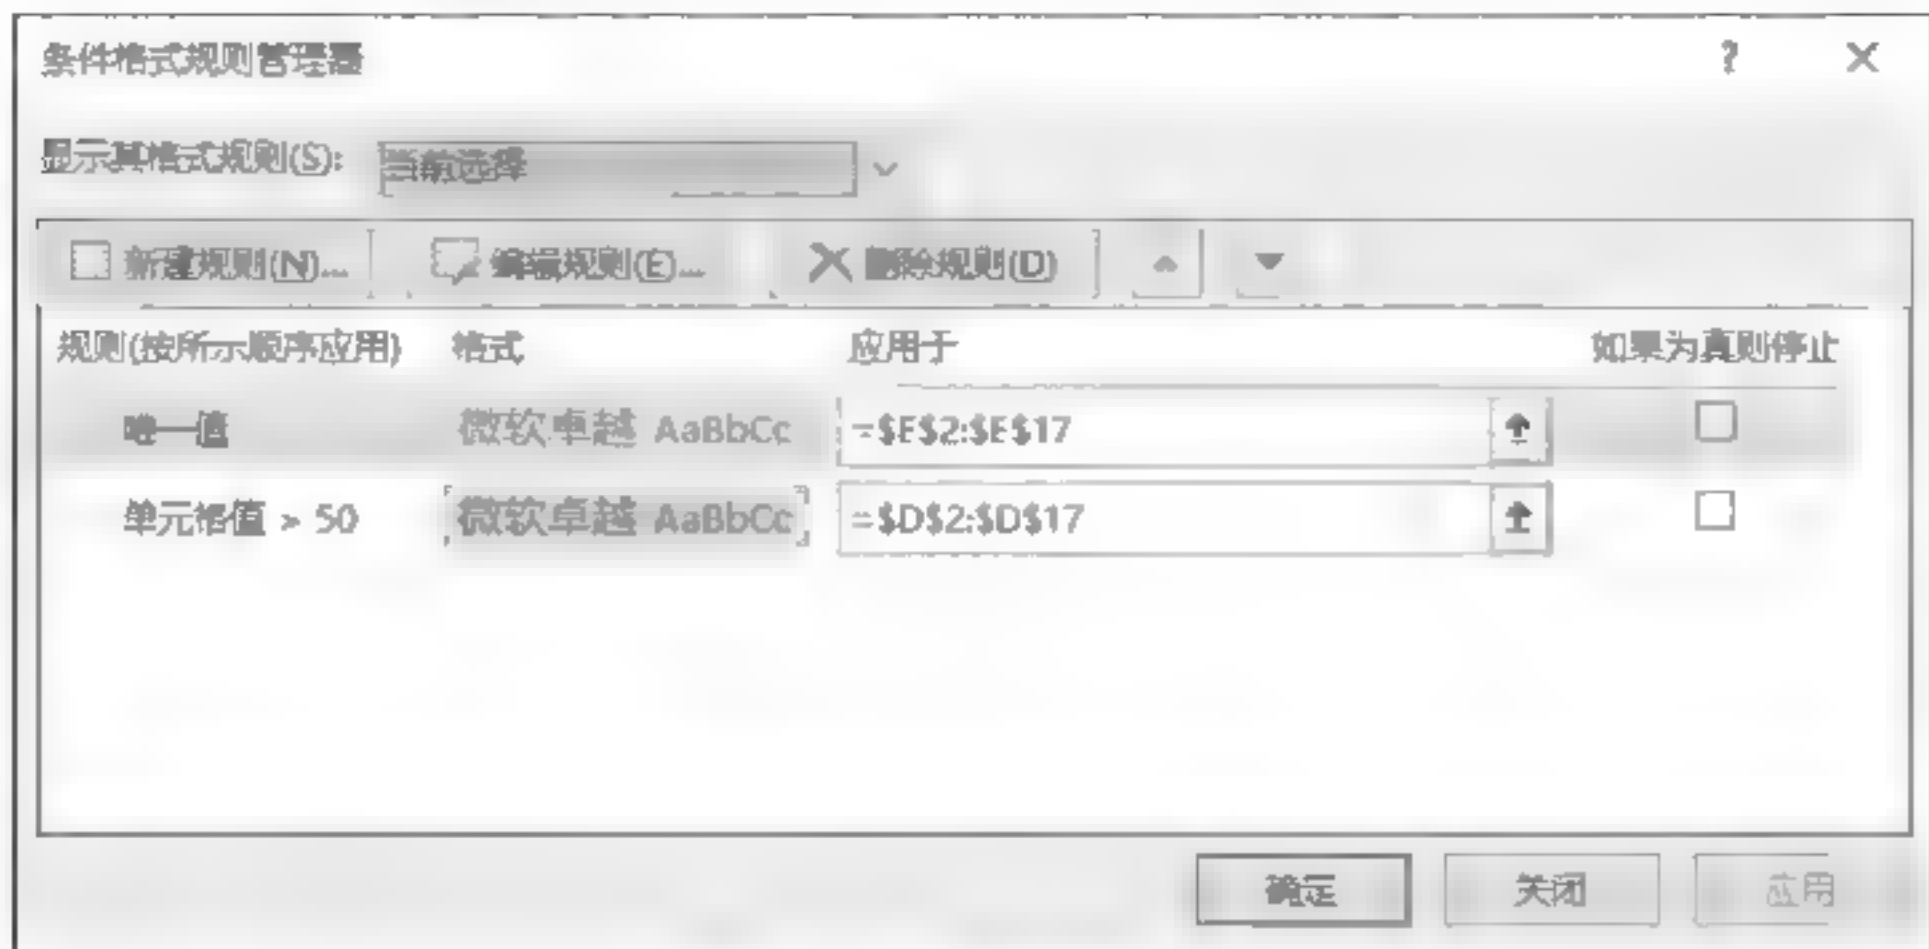 条件格式规则管理器
显示其格式规则(S): 当前选择
新建规则(N)... 编辑规则(E)... 删除规则(D)
规则(按所示顺序应用) 格式 应用于 如果为真则停止
唯一值 微软卓越 AaBbCc =$E$2:$E$17
单元格值 > 50 微软卓越 AaBbCc =$D$2:$D$17
确定 关闭 应用